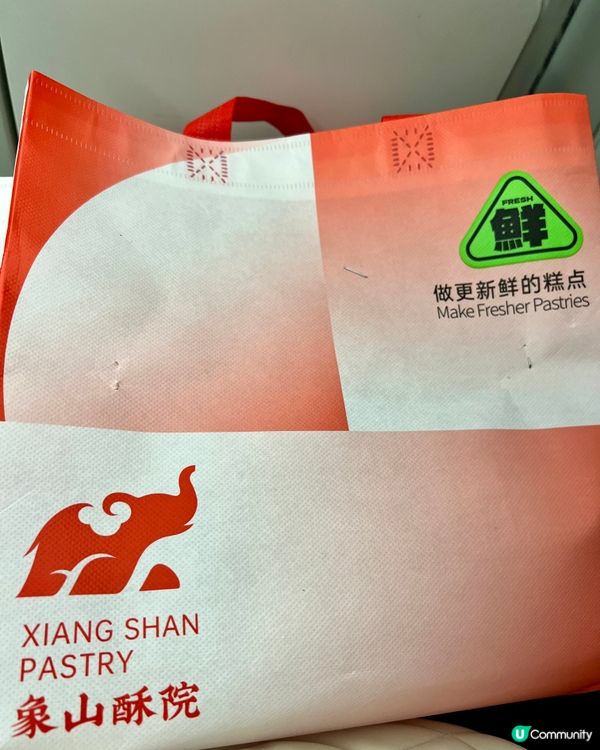 FRESH
鮮
做更新鲜的糕点
Make Fresher Pastries
XIANG SHAN
PASTRY
象山酥院
U Community